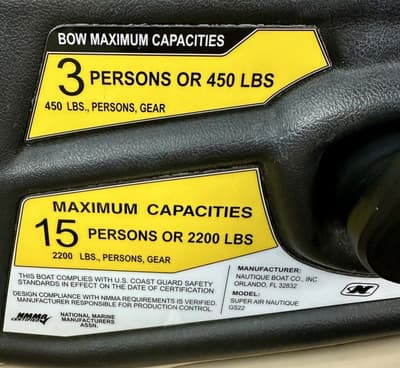 BOW MAXIMUM CAPACITIES
3 PERSONS OR 450 LBS
450 LBS., PERSONS, GEAR
MAXIMUM CAPACITIES
15 PERSONS OR 2200 LBS
2200 LBS., PERSONS, GEAR
THIS BOAT COMPLIES WITH U.S. COAST GUARD SAFETY
STANDARDS IN EFFECT ON THE DATE OF CERTIFICATION.
DESIGN COMPLIANCE WITH NMMA REQUIREMENTS IS VERIFIED.
MANUFACTURER RESPONSIBLE FOR PRODUCTION CONTROL.
NMMA
CERTIFIED
NATIONAL MARINE
MANUFACTURERS
ASSN.
MANUFACTURER:
NAUTIQUE BOAT CO., INC.
ORLANDO, FL 32832
MODEL:
SUPER AIR NAUTIQUE
GS22
N